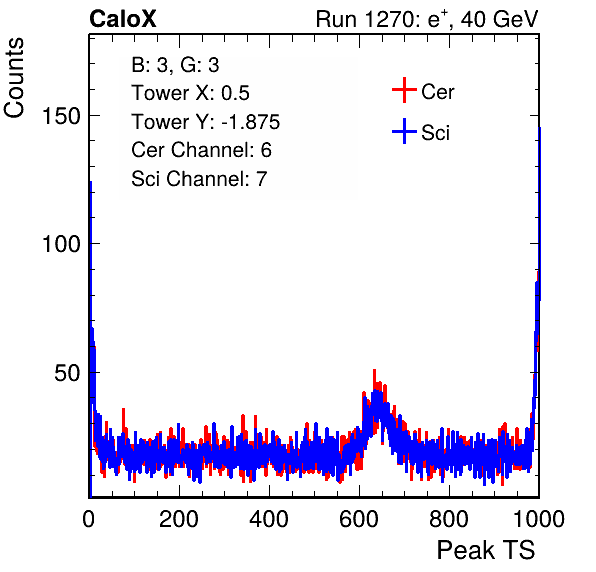 CaloX Run 1270: e⁺, 40 GeV
Counts
B: 3, G: 3
Tower X: 0.5
Tower Y: -1.875
Cer Channel: 6
Sci Channel: 7
Cer
Sci
150
100
50
0 200 400 600 800 1000
Peak TS